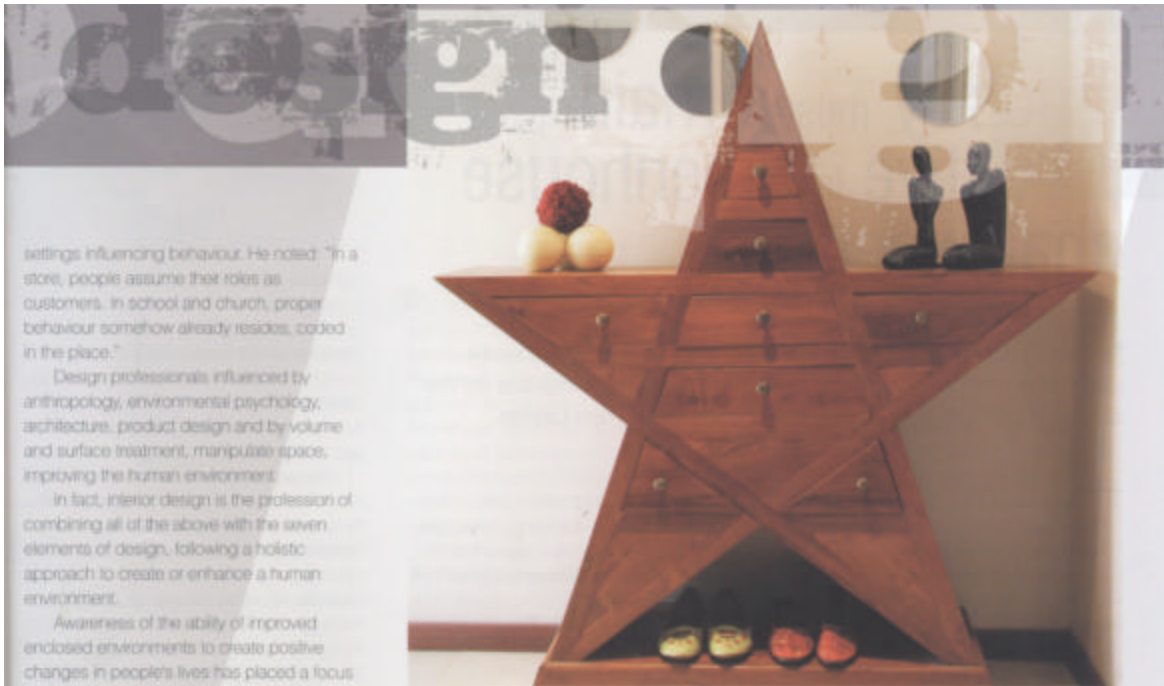 design
settings influencing behaviour. He noted: "In a
store, people assume their roles as
customers. In school and church, proper
behaviour somehow already resides, coded
in the place."
Design professionals influenced by
anthropology, environmental psychology,
architecture, product design and by volume
and surface treatment, manipulate space,
improving the human environment.
In fact, interior design is the profession of
combining all of the above with the seven
elements of design, following a holistic
approach to create or enhance a human
environment.
Awareness of the ability of improved
enclosed environments to create positive
changes in people's lives has placed a focus